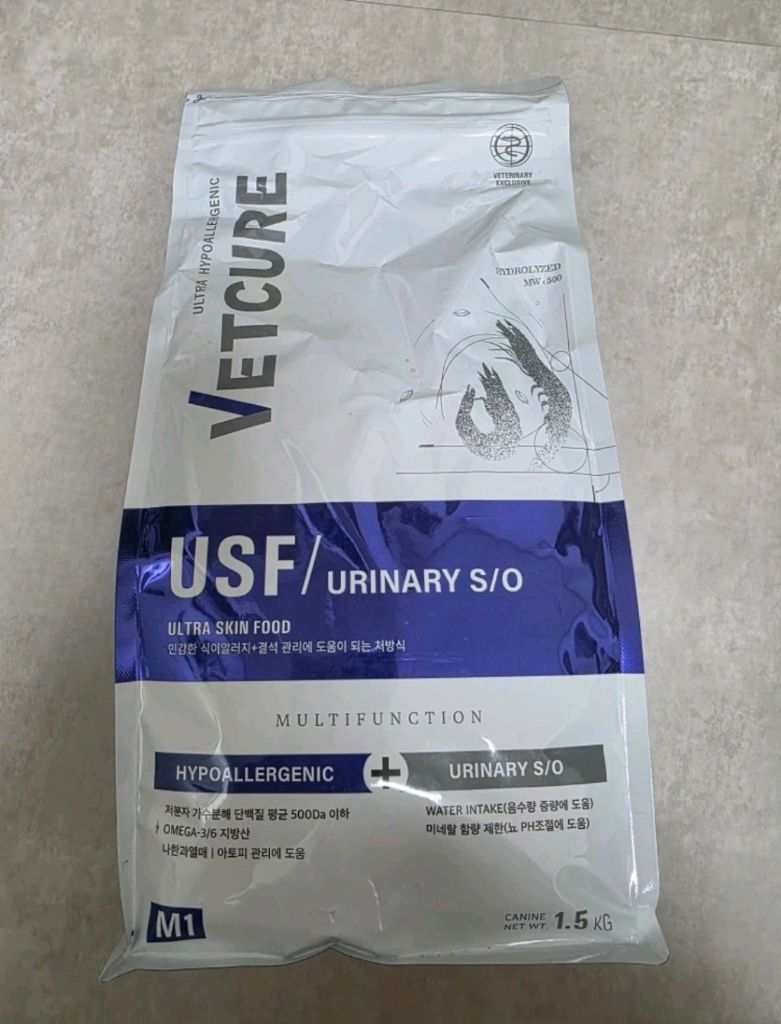 VETERINARY
EXCLUSIVE
ULTRA HYPOALLERGENIC
VETCURE
HYDROLYZED
MW<500
USF/URINARY S/O
ULTRA SKIN FOOD
민감한 식이알러지+결석 관리에 도움이 되는 처방식
MULTIFUNCTION
HYPOALLERGENIC + URINARY S/O
저분자 가수분해 단백질 평균 500Da 이하
OMEGA-3/6 지방산
나한과열매 | 아토피 관리에 도움
WATER INTAKE(음수량 증량에 도움)
미네랄 함량 제한(뇨 PH조절에 도움)
M1
CANINE
NET WT. 1.5 KG